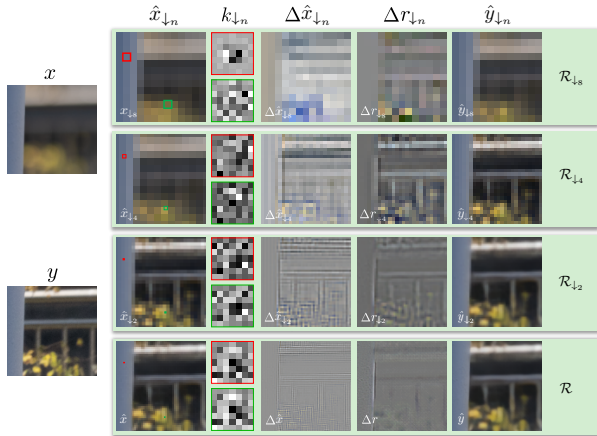 x̂↓ₙ k↓ₙ Δx̂↓ₙ Δr↓ₙ ŷ↓ₙ
x
x↓₈ Δx̂↓₈ Δr↓₈ ŷ↓₈ R↓₈
x̂↓₄ Δx̂↓₄ Δr↓₄ ŷ↓₄ R↓₄
y
x̂↓₂ Δx̂↓₂ Δr↓₂ ŷ↓₂ R↓₂
x̂ Δx̂ Δr ŷ R